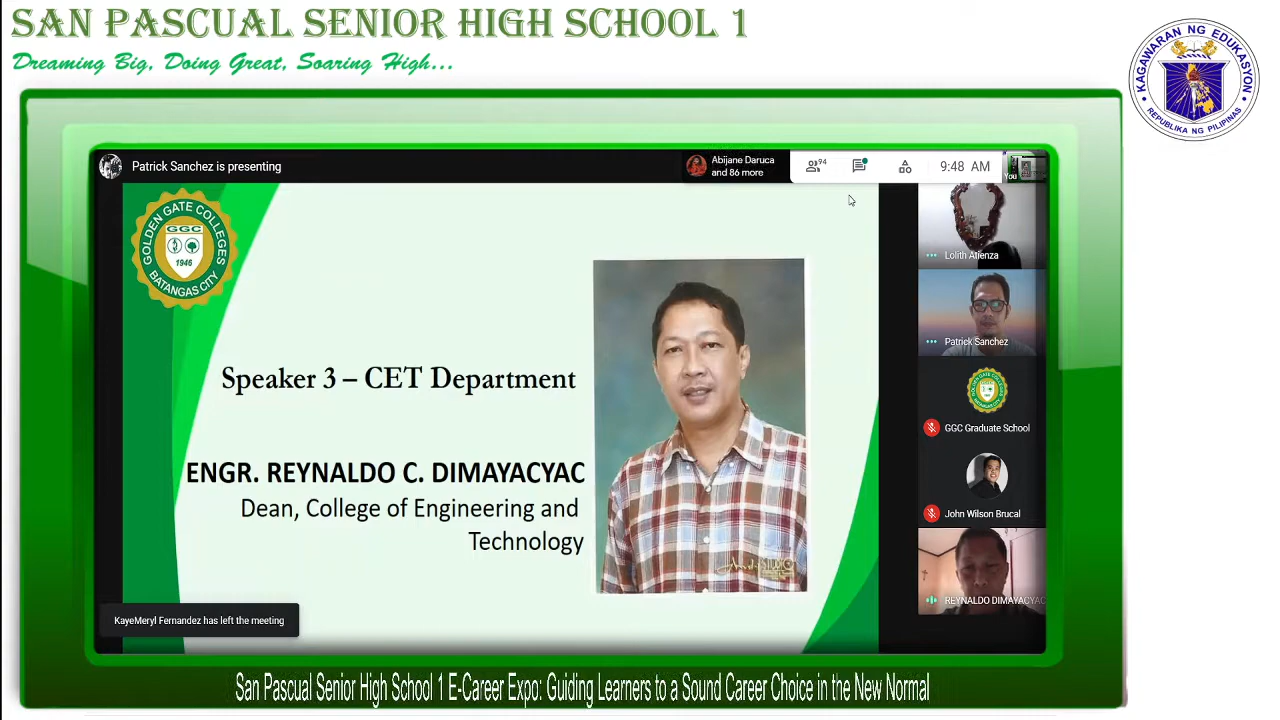 SAN PASCUAL SENIOR HIGH SCHOOL 1
Dreaming Big, Doing Great, Soaring High...
KAGAWARAN NG EDUKASYON
REPUBLIKA NG PILIPINAS
Patrick Sanchez is presenting
Abijane Daruca
and 86 more
94
9:48 AM
You
GOLDEN GATE COLLEGES
GGC
1946
BATANGAS CITY
Speaker 3 – CET Department
ENGR. REYNALDO C. DIMAYACYAC
Dean, College of Engineering and
Technology
Lolith Atienza
Patrick Sanchez
GGC Graduate School
John Wilson Brucal
REYNALDO DIMAYACYAC
KayeMeryl Fernandez has left the meeting
San Pascual Senior High School 1 E-Career Expo: Guiding Learners to a Sound Career Choice in the New Normal